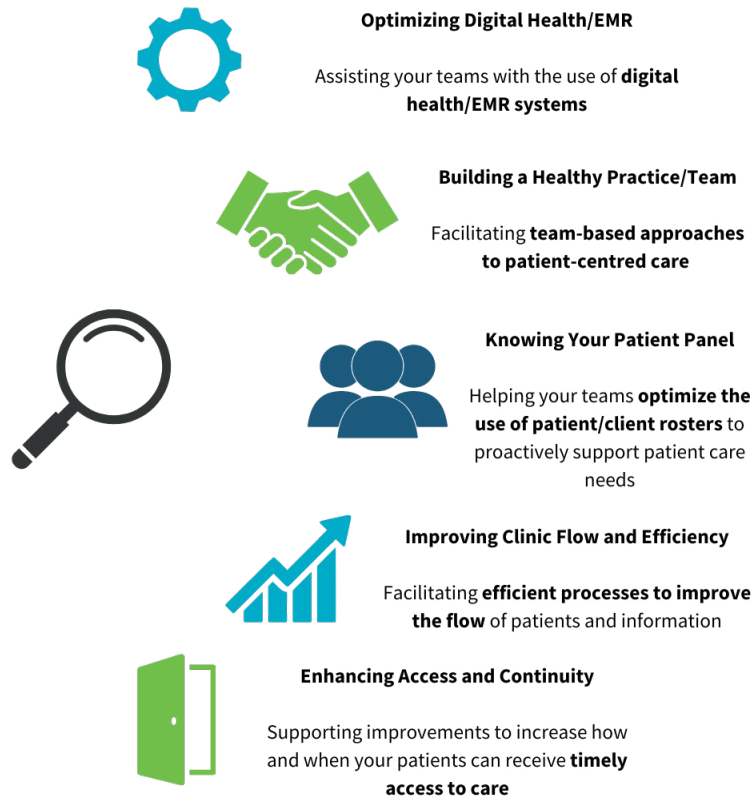 Optimizing Digital Health/EMR
Assisting your teams with the use of digital
health/EMR systems
Building a Healthy Practice/Team
Facilitating team-based approaches
to patient-centred care
Knowing Your Patient Panel
Helping your teams optimize the
use of patient/client rosters to
proactively support patient care
needs
Improving Clinic Flow and Efficiency
Facilitating efficient processes to improve
the flow of patients and information
Enhancing Access and Continuity
Supporting improvements to increase how
and when your patients can receive timely
access to care